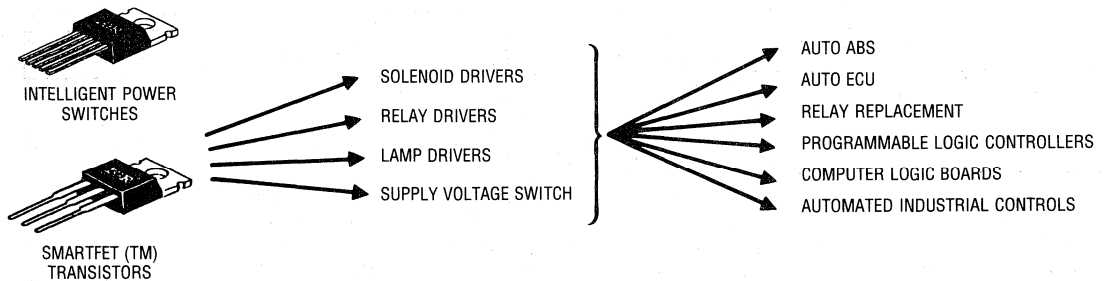 INTELLIGENT POWER
SWITCHES
SMARTFET (TM)
TRANSISTORS
SOLENOID DRIVERS
RELAY DRIVERS
LAMP DRIVERS
SUPPLY VOLTAGE SWITCH
AUTO ABS
AUTO ECU
RELAY REPLACEMENT
PROGRAMMABLE LOGIC CONTROLLERS
COMPUTER LOGIC BOARDS
AUTOMATED INDUSTRIAL CONTROLS